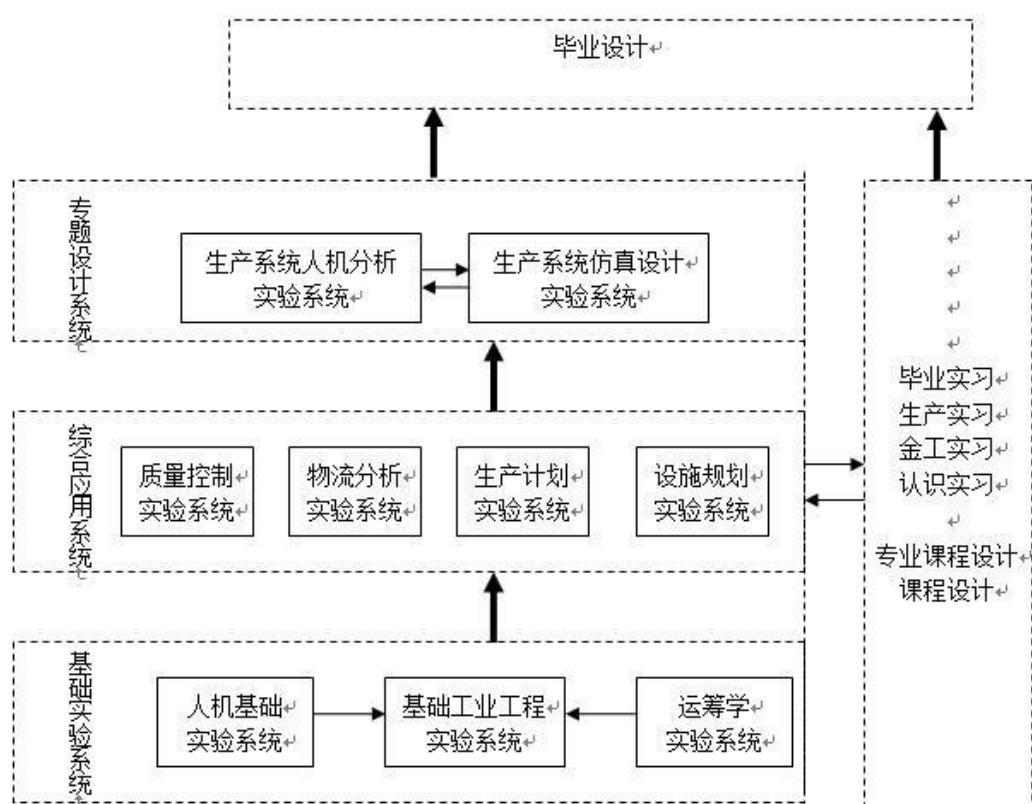 毕业设计
专题设计系统
生产系统人机分析
实验系统
生产系统仿真设计
实验系统
综合应用系统
质量控制
实验系统
物流分析
实验系统
生产计划
实验系统
设施规划
实验系统
基础实验系统
人机基础
实验系统
基础工业工程
实验系统
运筹学
实验系统
毕业实习
生产实习
金工实习
认识实习
专业课程设计
课程设计